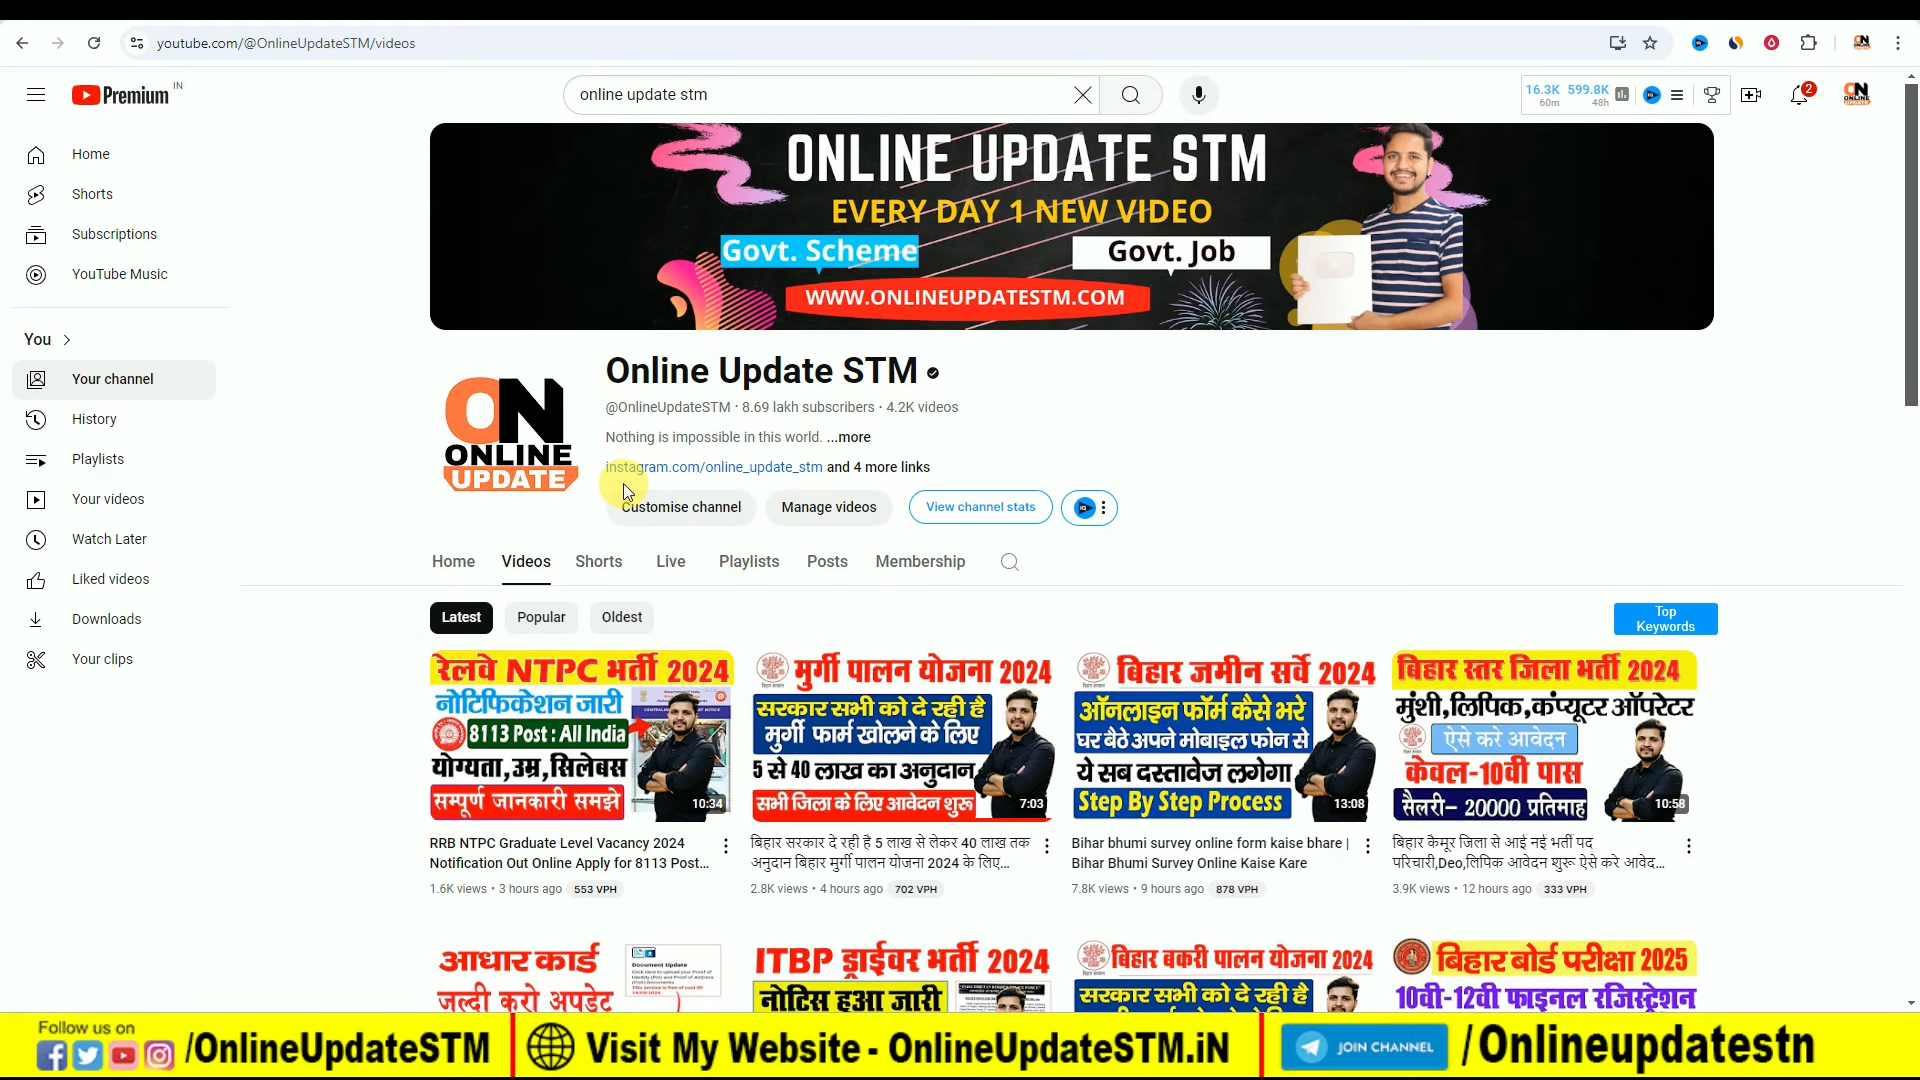 youtube.com/@OnlineUpdateSTM/videos
Premium IN
online update stm
16.3K 599.8K
60m 48h
2
ON
ONLINE
UPDATE
Home
Shorts
Subscriptions
YouTube Music
You
Your channel
History
Playlists
Your videos
Watch Later
Liked videos
Downloads
Your clips
ONLINE UPDATE STM
EVERY DAY 1 NEW VIDEO
Govt. Scheme Govt. Job
WWW.ONLINEUPDATESTM.COM
ON
ONLINE
UPDATE
Online Update STM
@OnlineUpdateSTM · 8.69 lakh subscribers · 4.2K videos
Nothing is impossible in this world. ...more
instagram.com/online_update_stm and 4 more links
Customise channel Manage videos View channel stats
Home Videos Shorts Live Playlists Posts Membership
Latest Popular Oldest
Top
Keywords
रेलवे NTPC भर्ती 2024
नोटिफिकेशन जारी
8113 Post : All India
योग्यता,उम्र,सिलेबस
सम्पूर्ण जानकारी समझे
10:34
RRB NTPC Graduate Level Vacancy 2024
Notification Out Online Apply for 8113 Post...
1.6K views • 3 hours ago 553 VPH
मुर्गी पालन योजना 2024
सरकार सभी को दे रही है
मुर्गी फार्म खोलने के लिए
5 से 40 लाख का अनुदान
सभी जिला के लिए आवेदन शुरू
7:03
बिहार सरकार दे रही है 5 लाख से लेकर 40 लाख तक
अनुदान बिहार मुर्गी पालन योजना 2024 के लिए...
2.8K views • 4 hours ago 702 VPH
बिहार जमीन सर्वे 2024
ऑनलाइन फॉर्म कैसे भरे
घर बैठे अपने मोबाइल फोन से
ये सब दस्तावेज लगेगा
Step By Step Process
13:08
Bihar bhumi survey online form kaise bhare |
Bihar Bhumi Survey Online Kaise Kare
7.8K views • 9 hours ago 878 VPH
बिहार स्तर जिला भर्ती 2024
मुंशी,लिपिक,कंप्यूटर ऑपरेटर
ऐसे करे आवेदन
केवल-10वी पास
सैलरी- 20000 प्रतिमाह
10:58
बिहार कैमूर जिला से आई नई भर्ती पद
परिचारी,Deo,लिपिक आवेदन शुरू ऐसे करे आवेद...
3.9K views • 12 hours ago 333 VPH
आधार कार्ड
जल्दी करो अपडेट
Document Update
ITBP ड्राईवर भर्ती 2024
नोटिस हुआ जारी
बिहार बकरी पालन योजना 2024
सरकार सभी को दे रही है
बिहार बोर्ड परीक्षा 2025
10वी-12वी फाइनल रजिस्ट्रेशन
Follow us on
/OnlineUpdateSTM
Visit My Website - OnlineUpdateSTM.iN
JOIN CHANNEL
/Onlineupdatestn